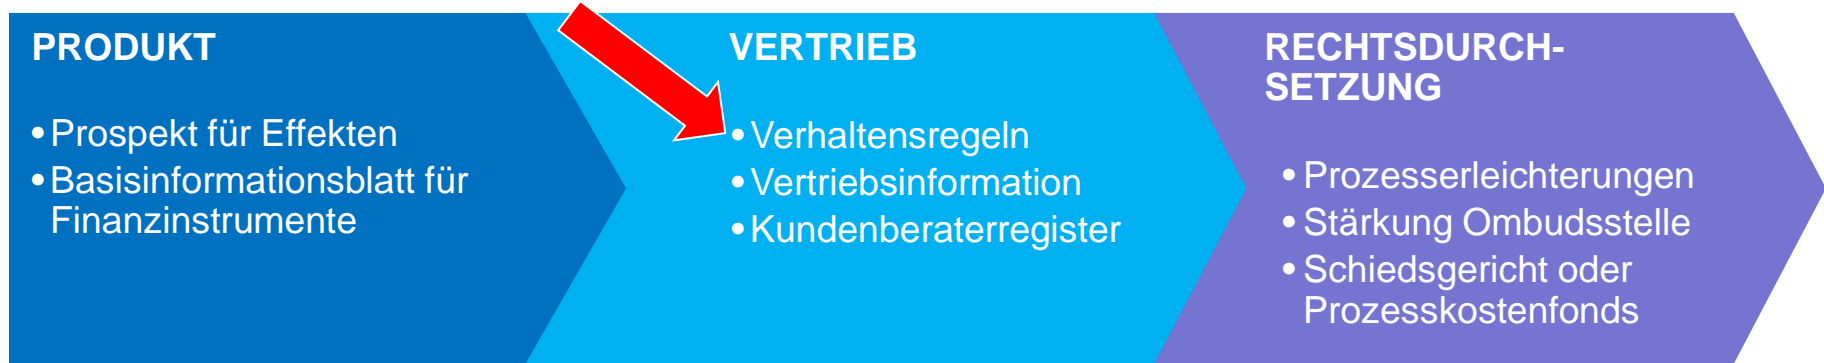 PRODUKT
•Prospekt für Effekten
•Basisinformationsblatt für
Finanzinstrumente
VERTRIEB
•Verhaltensregeln
•Vertriebsinformation
•Kundenberaterregister
RECHTSDURCH-
SETZUNG
•Prozesserleichterungen
•Stärkung Ombudsstelle
•Schiedsgericht oder
Prozesskostenfonds